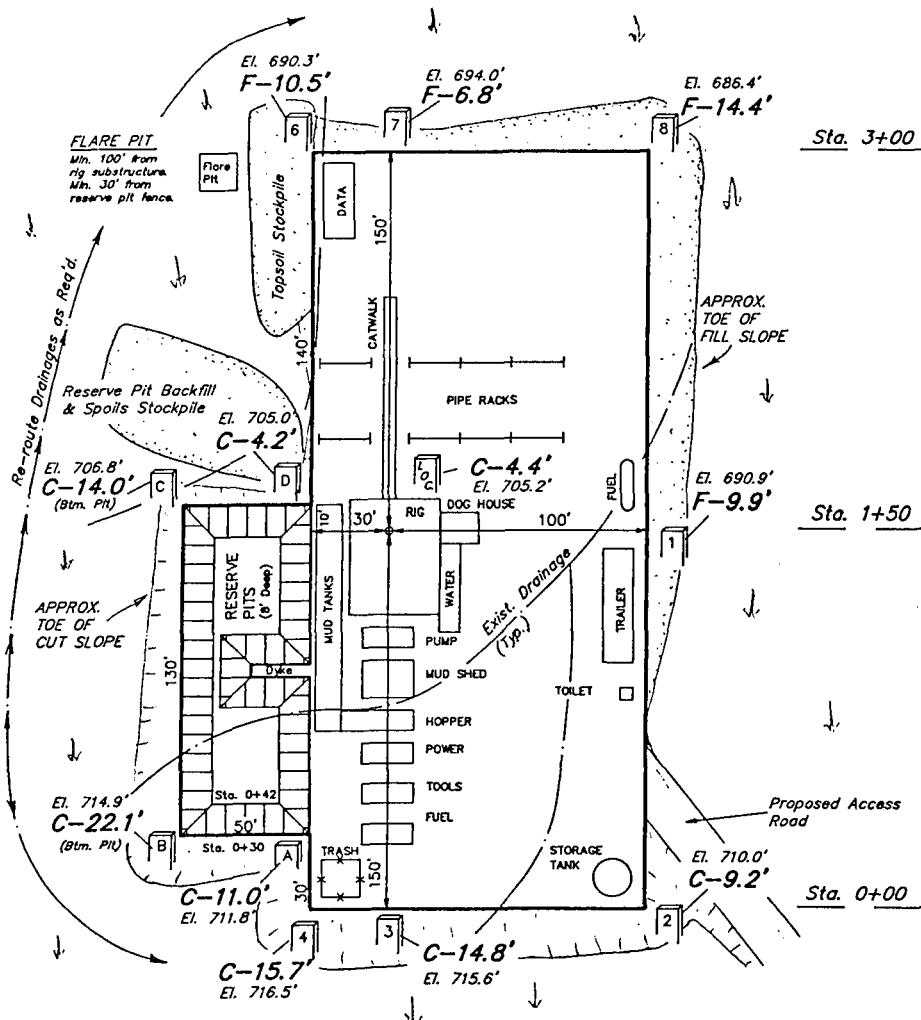 El. 690.3'
F-10.5'
El. 694.0'
F-6.8'
El. 686.4'
F-14.4'
6
7
8
Sta. 3+00
FLARE PIT
Min. 100' from
rig substructure.
Min. 30' from
reserve pit fence.
Flare
Pit
DATA
150'
Topsoil Stockpile
Re-route Drainages as Req'd.
CATWALK
140'
APPROX.
TOE OF
FILL SLOPE
PIPE RACKS
Reserve Pit Backfill
& Spoils Stockpile
El. 705.0'
C-4.2'
El. 706.8'
C-14.0'
(Btm. Pit)
C
D
LOC
C-4.4'
El. 705.2'
FUEL
El. 690.9'
F-9.9'
DOG HOUSE
RIG
10'
30'
100'
1
Sta. 1+50
RESERVE
PITS
(8' Deep)
MUD TANKS
WATER
Exist. Drainage
(Typ.)
TRAILER
APPROX.
TOE OF
CUT SLOPE
130'
Dyke
PUMP
MUD SHED
TOILET
HOPPER
POWER
TOOLS
FUEL
El. 714.9'
C-22.1'
(Btm. Pit)
Sta. 0+42
50'
Sta. 0+30
B
A
Proposed Access
Road
TRASH
STORAGE
TANK
El. 710.0'
C-9.2'
30'
150'
Sta. 0+00
C-11.0'
El. 711.8'
4
3
2
C-15.7'
El. 716.5'
C-14.8'
El. 715.6'